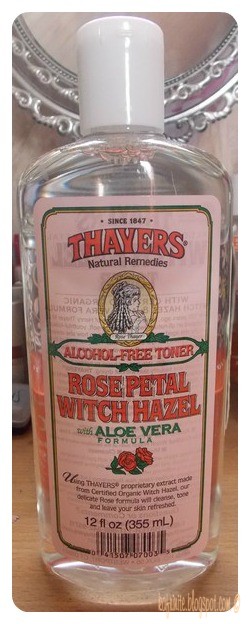 • SINCE 1847 •
THAYERS®
Natural Remedies
Rose Thayer
ALCOHOL-FREE TONER
ROSE PETAL
WITCH HAZEL
with ALOE VERA
FORMULA
Using THAYERS® proprietary extract made
from Certified Organic Witch Hazel, our
delicate Rose formula will cleanse, tone
and leave your skin refreshed.
12 fl oz (355 mL)